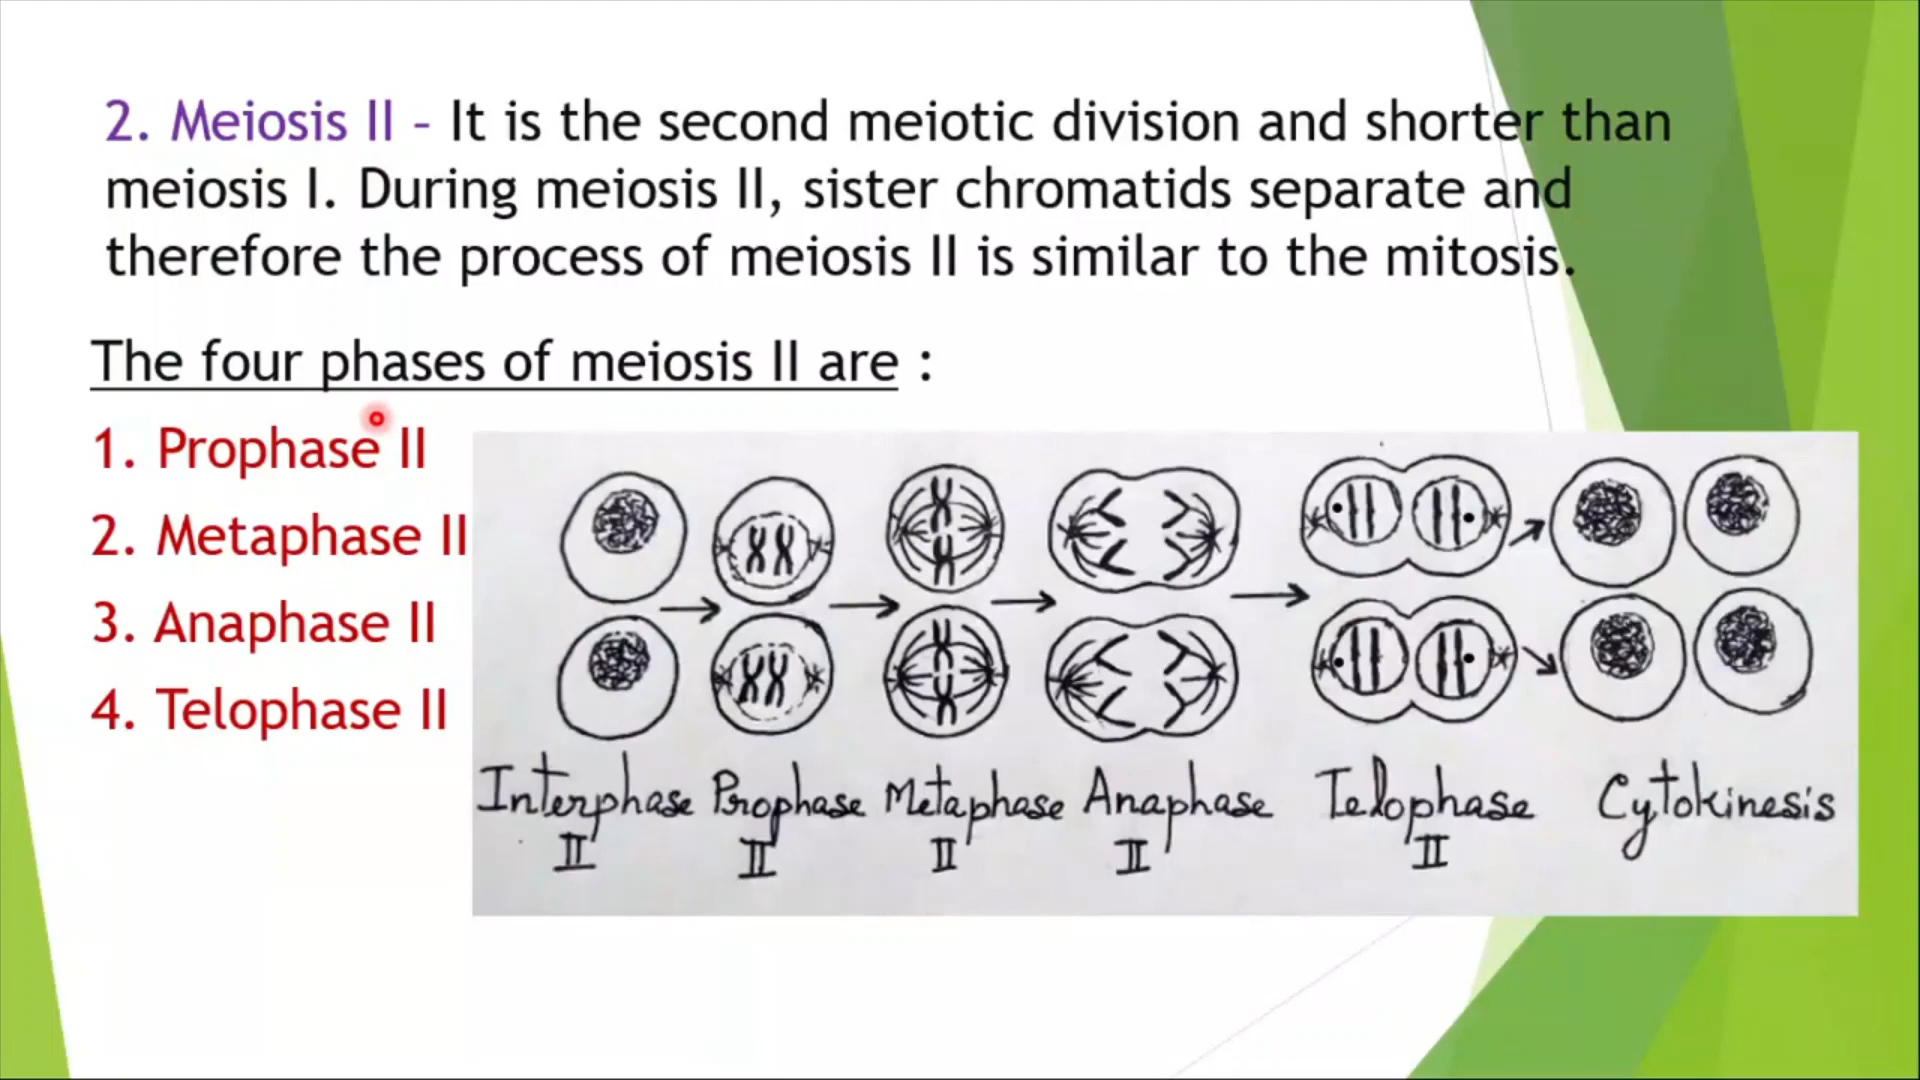 2. Meiosis II – It is the second meiotic division and shorter than
meiosis I. During meiosis II, sister chromatids separate and
therefore the process of meiosis II is similar to the mitosis.
The four phases of meiosis II are :
1. Prophase II
2. Metaphase II
3. Anaphase II
4. Telophase II
Interphase II
Prophase II
Metaphase II
Anaphase II
Telophase II
Cytokinesis